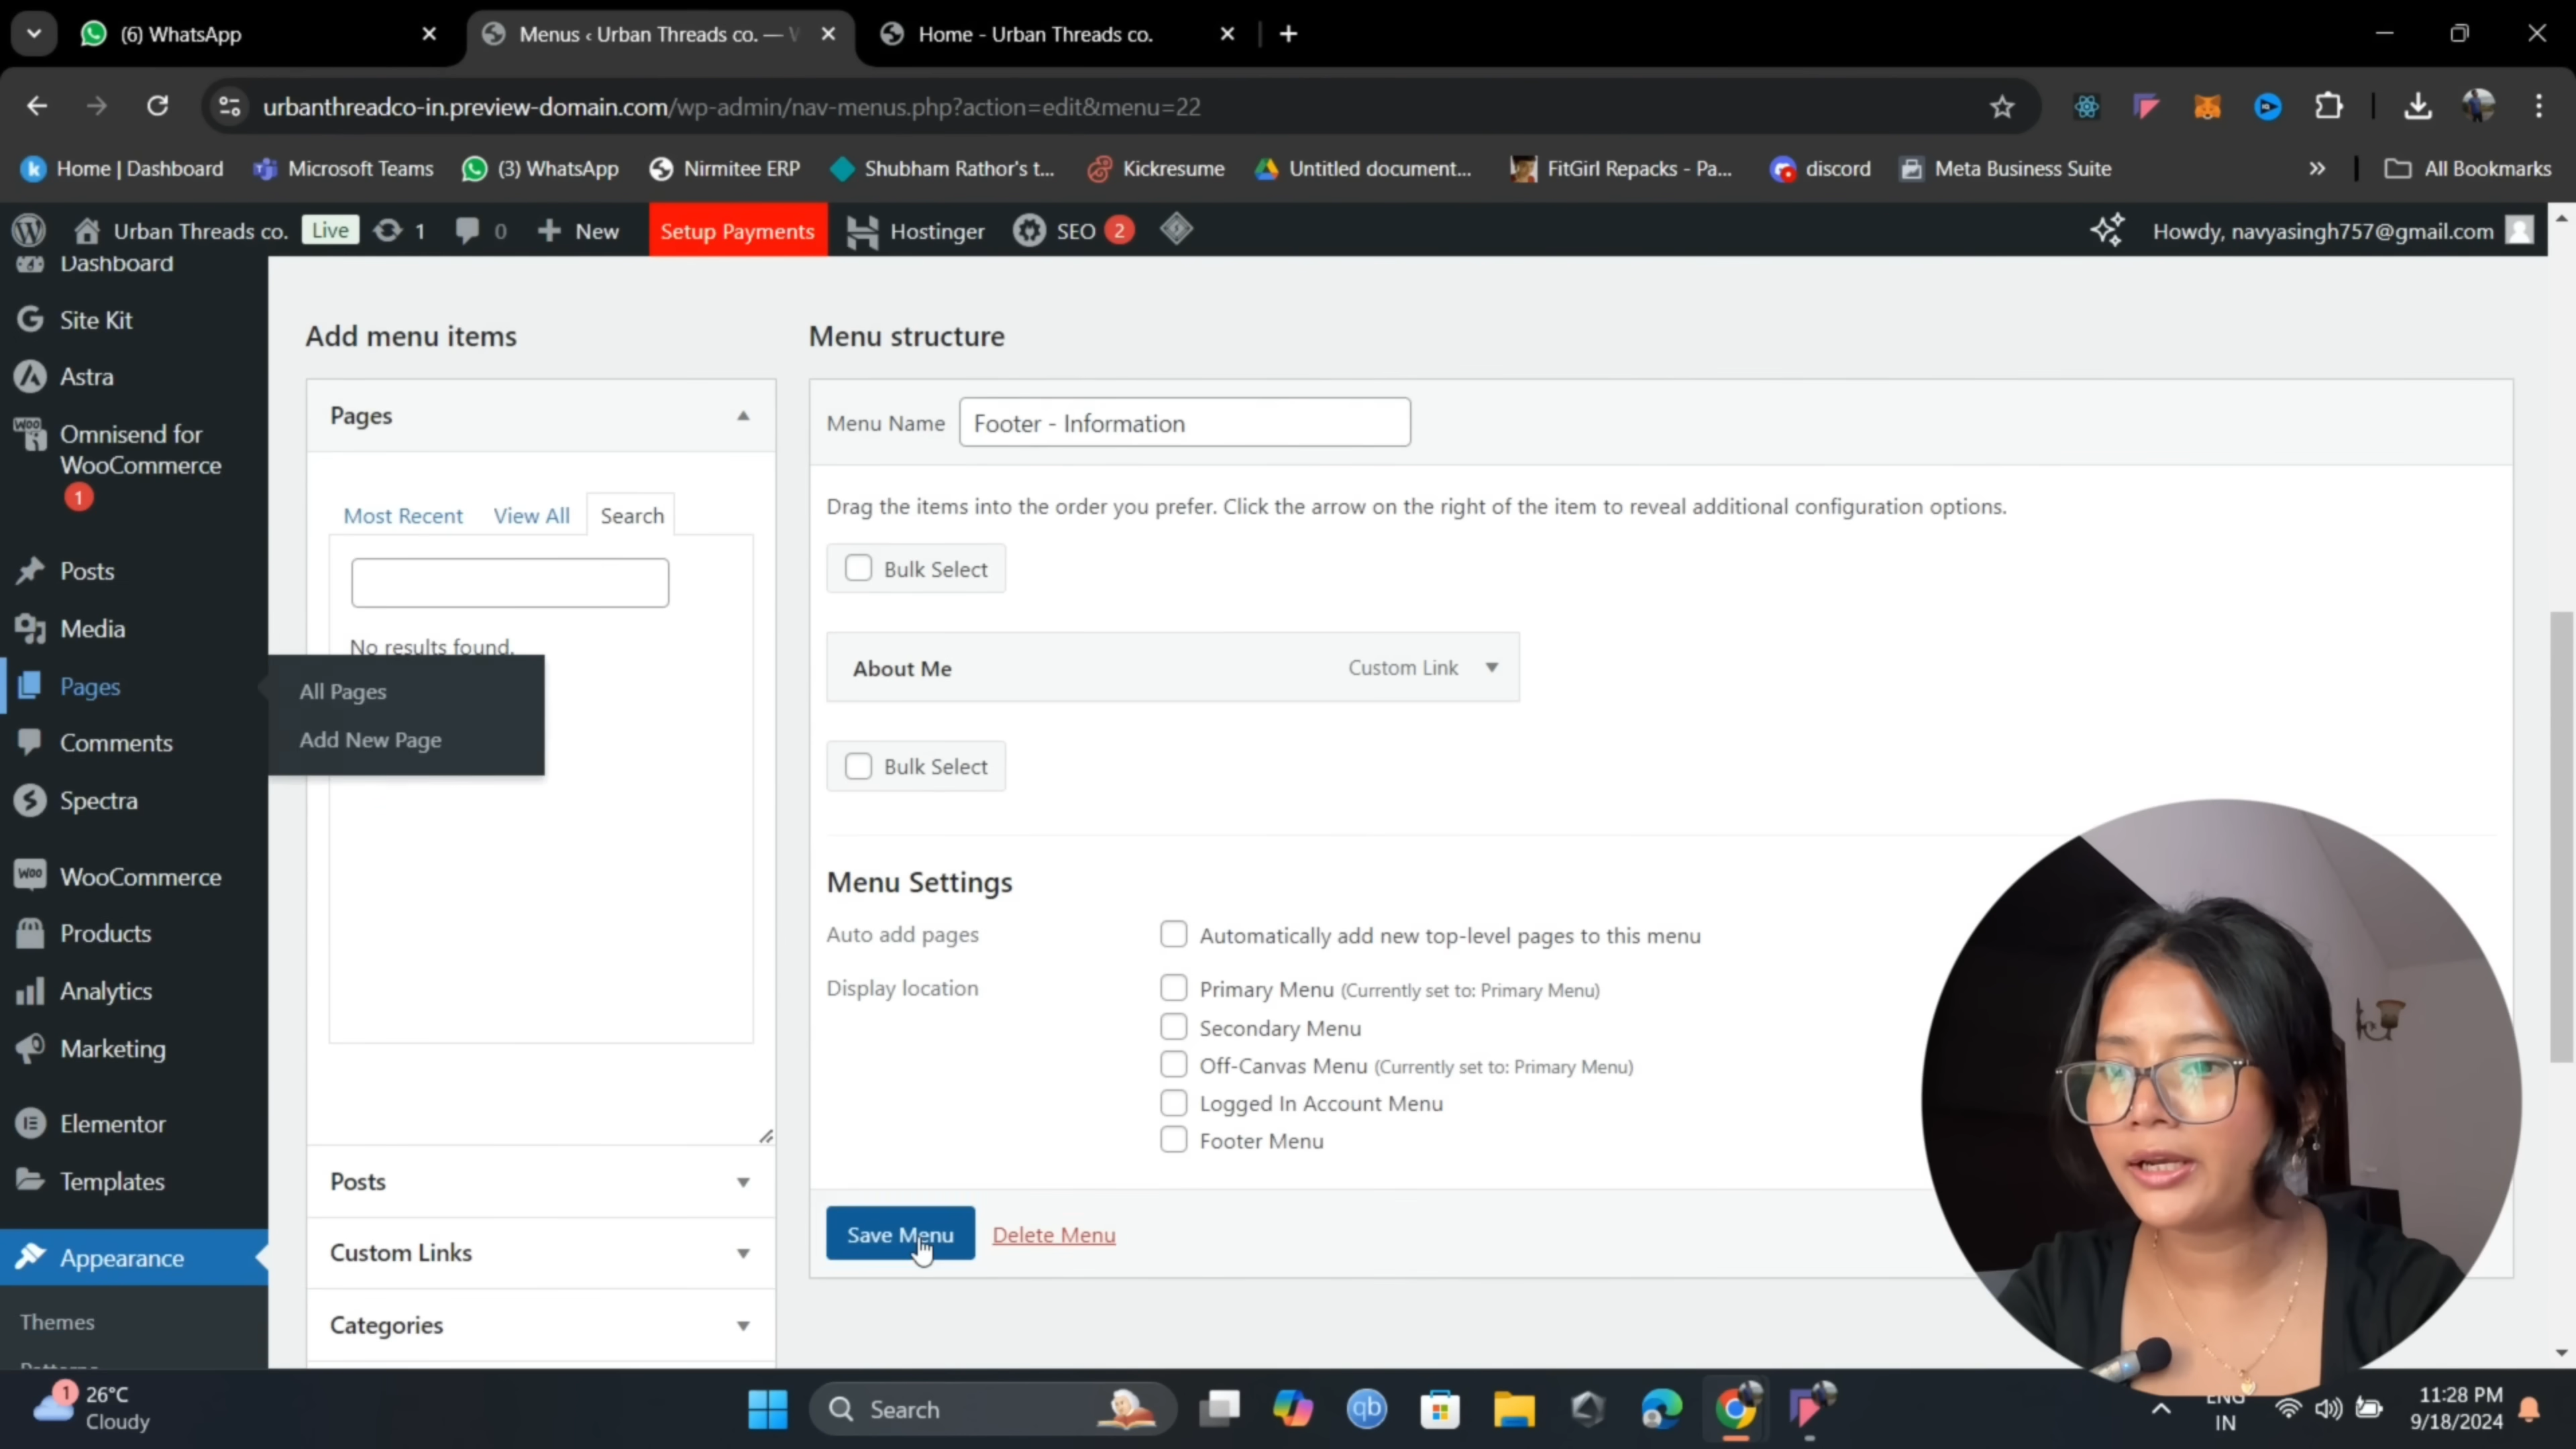 (6) WhatsApp
Menus ‹ Urban Threads co. —
Home - Urban Threads co.
urbanthreadco-in.preview-domain.com/wp-admin/nav-menus.php?action=edit&menu=22
Home | Dashboard
Microsoft Teams
(3) WhatsApp
Nirmitee ERP
Shubham Rathor's t...
Kickresume
Untitled document...
FitGirl Repacks - Pa...
discord
Meta Business Suite
All Bookmarks
Urban Threads co.
Live
1
0
New
Setup Payments
Hostinger
SEO 2
Howdy, navyasingh757@gmail.com
Dashboard
Site Kit
Astra
Omnisend for
WooCommerce
1
Posts
Media
Pages
Comments
Spectra
WooCommerce
Products
Analytics
Marketing
Elementor
Templates
Appearance
Themes
All Pages
Add New Page
Add menu items
Pages
Most Recent
View All
Search
No results found.
Posts
Custom Links
Categories
Menu structure
Menu Name
Footer - Information
Drag the items into the order you prefer. Click the arrow on the right of the item to reveal additional configuration options.
Bulk Select
About Me
Custom Link
Bulk Select
Menu Settings
Auto add pages
Automatically add new top-level pages to this menu
Display location
Primary Menu (Currently set to: Primary Menu)
Secondary Menu
Off-Canvas Menu (Currently set to: Primary Menu)
Logged In Account Menu
Footer Menu
Save Menu
Delete Menu
1
26°C
Cloudy
Search
qb
ENG
IN
11:28 PM
9/18/2024